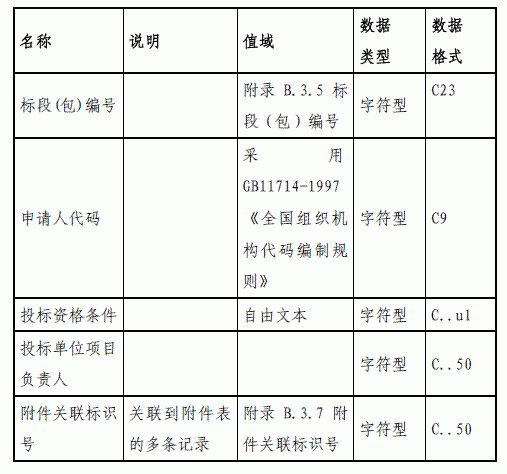 名称 说明 值域 数据类型 数据格式
标段(包)编号 附录 B.3.5 标段（包）编号 字符型 C23
申请人代码 采用 GB11714-1997《全国组织机构代码编制规则》 字符型 C9
投标资格条件 自由文本 字符型 C..ul
投标单位项目负责人 字符型 C..50
附件关联标识号 关联到附件表的多条记录 附录 B.3.7 附件关联标识号 字符型 C..50